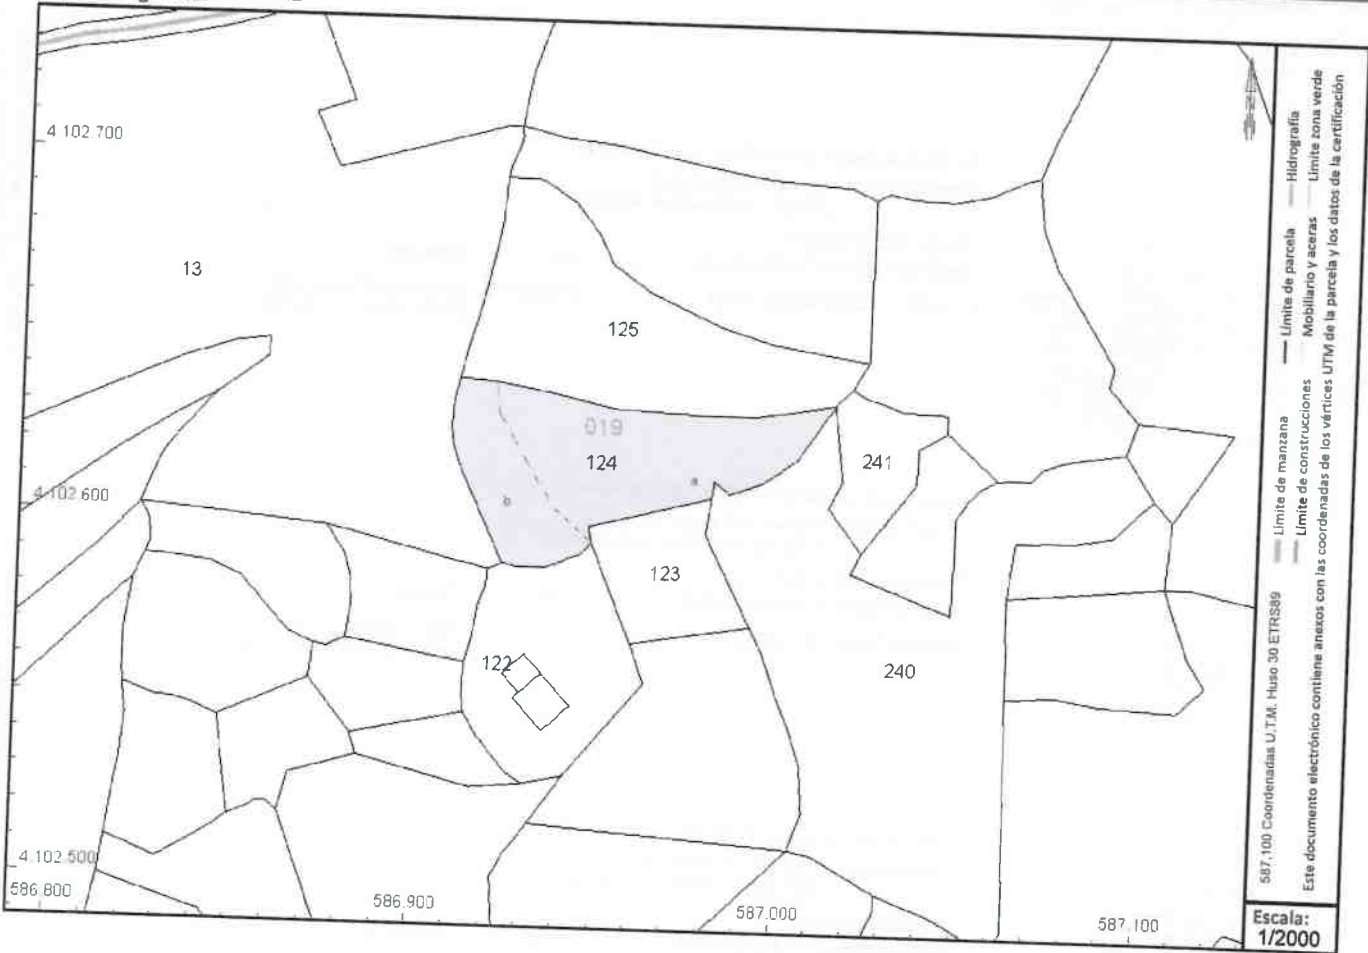 4.102.700
13
125
019
124
241
a
b
4.102.600
123
122
240
4.102.500
586.800
586.900
587.000
587.100
587.100 Coordenadas U.T.M. Huso 30 ETRS89
Límite de manzana
Límite de parcela
Hidrografía
Límite de construcciones
Mobiliario y aceras
Límite zona verde
Este documento electrónico contiene anexos con las coordenadas de los vértices UTM de la parcela y los datos de la certificación
Escala:
1/2000